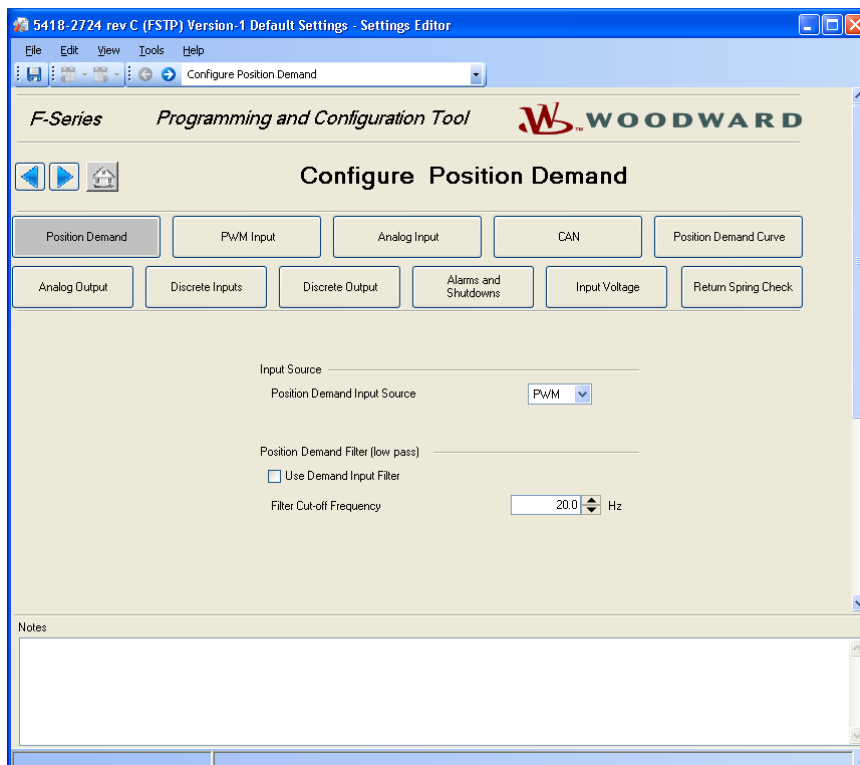 5418-2724 rev C (FSTP) Version-1 Default Settings - Settings Editor
File Edit View Tools Help
Configure Position Demand
F-Series Programming and Configuration Tool WOODWARD
Configure Position Demand
Position Demand PWM Input Analog Input CAN Position Demand Curve
Analog Output Discrete Inputs Discrete Output Alarms and Shutdowns Input Voltage Return Spring Check
Input Source
Position Demand Input Source PWM
Position Demand Filter (low pass)
Use Demand Input Filter
Filter Cut-off Frequency 20.0 Hz
Notes